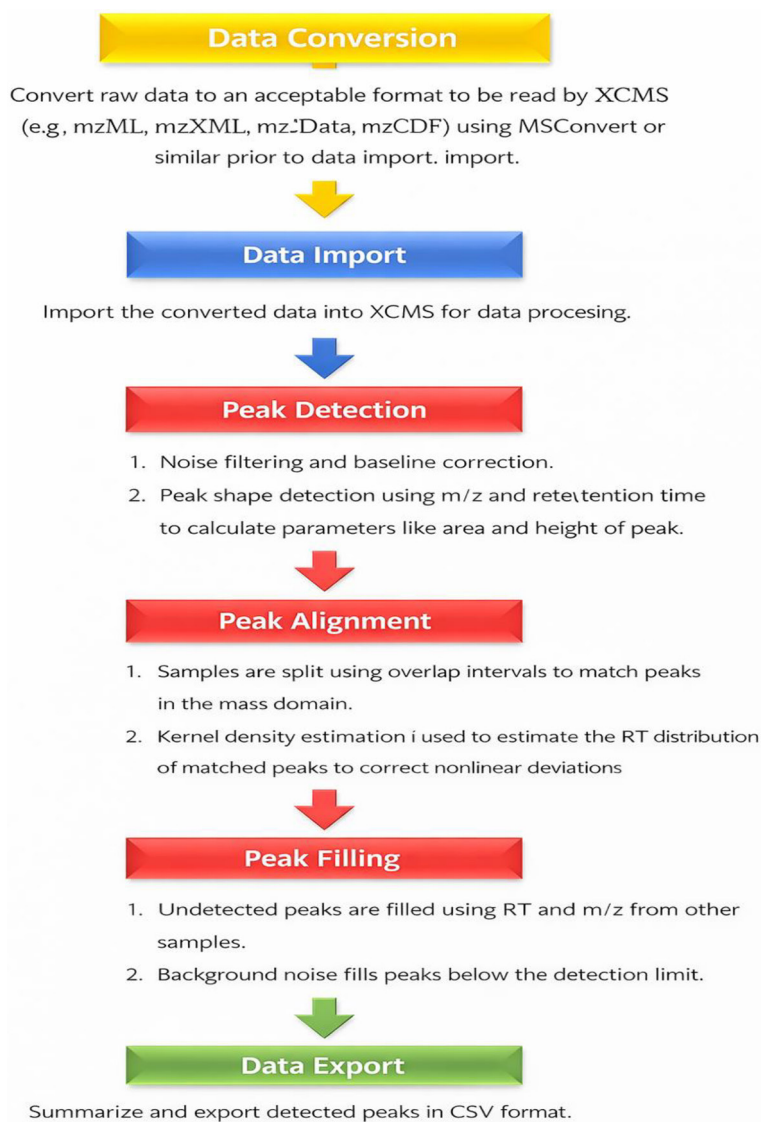 Data Conversion
Convert raw data to an acceptable format to be read by XCMS
(e.g, mzML, mzXML, mz:Data, mzCDF) using MSConvert or
similar prior to data import. import.
Data Import
Import the converted data into XCMS for data procesing.
Peak Detection
1. Noise filtering and baseline correction.
2. Peak shape detection using m/z and rete\tention time
to calculate parameters like area and height of peak.
Peak Alignment
1. Samples are split using overlap intervals to match peaks
in the mass domain.
2. Kernel density estimation i used to estimate the RT distribution
of matched peaks to correct nonlinear deviations
Peak Filling
1. Undetected peaks are filled using RT and m/z from other
samples.
2. Background noise fills peaks below the detection limit.
Data Export
Summarize and export detected peaks in CSV format.